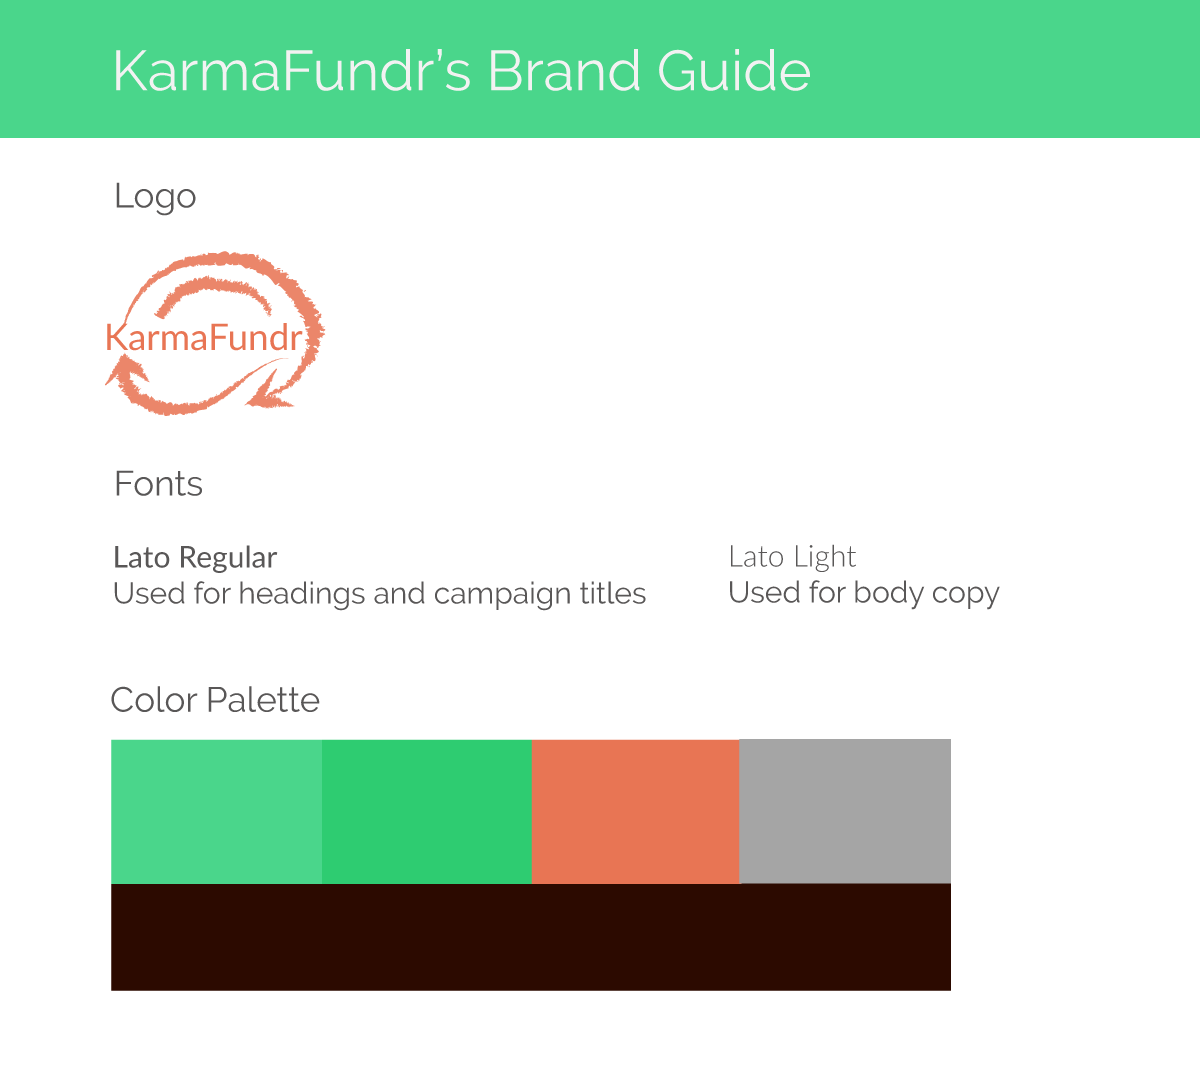 KarmaFundr’s Brand Guide
Logo
KarmaFundr
Fonts
Lato Regular
Used for headings and campaign titles
Lato Light
Used for body copy
Color Palette